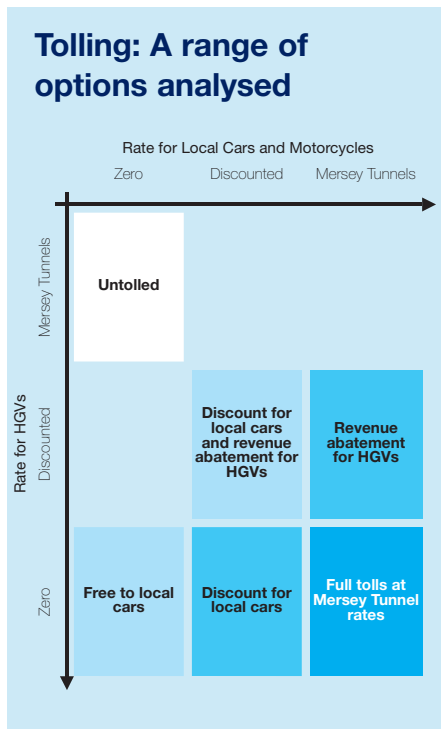 Tolling: A range of
options analysed
Rate for Local Cars and Motorcycles
Zero
Discounted
Mersey Tunnels
Rate for HGVs
Mersey Tunnels
Discounted
Zero
Untolled
Discount for
local cars
and revenue
abatement for
HGVs
Revenue
abatement
for HGVs
Free to local
cars
Discount for
local cars
Full tolls at
Mersey Tunnel
rates